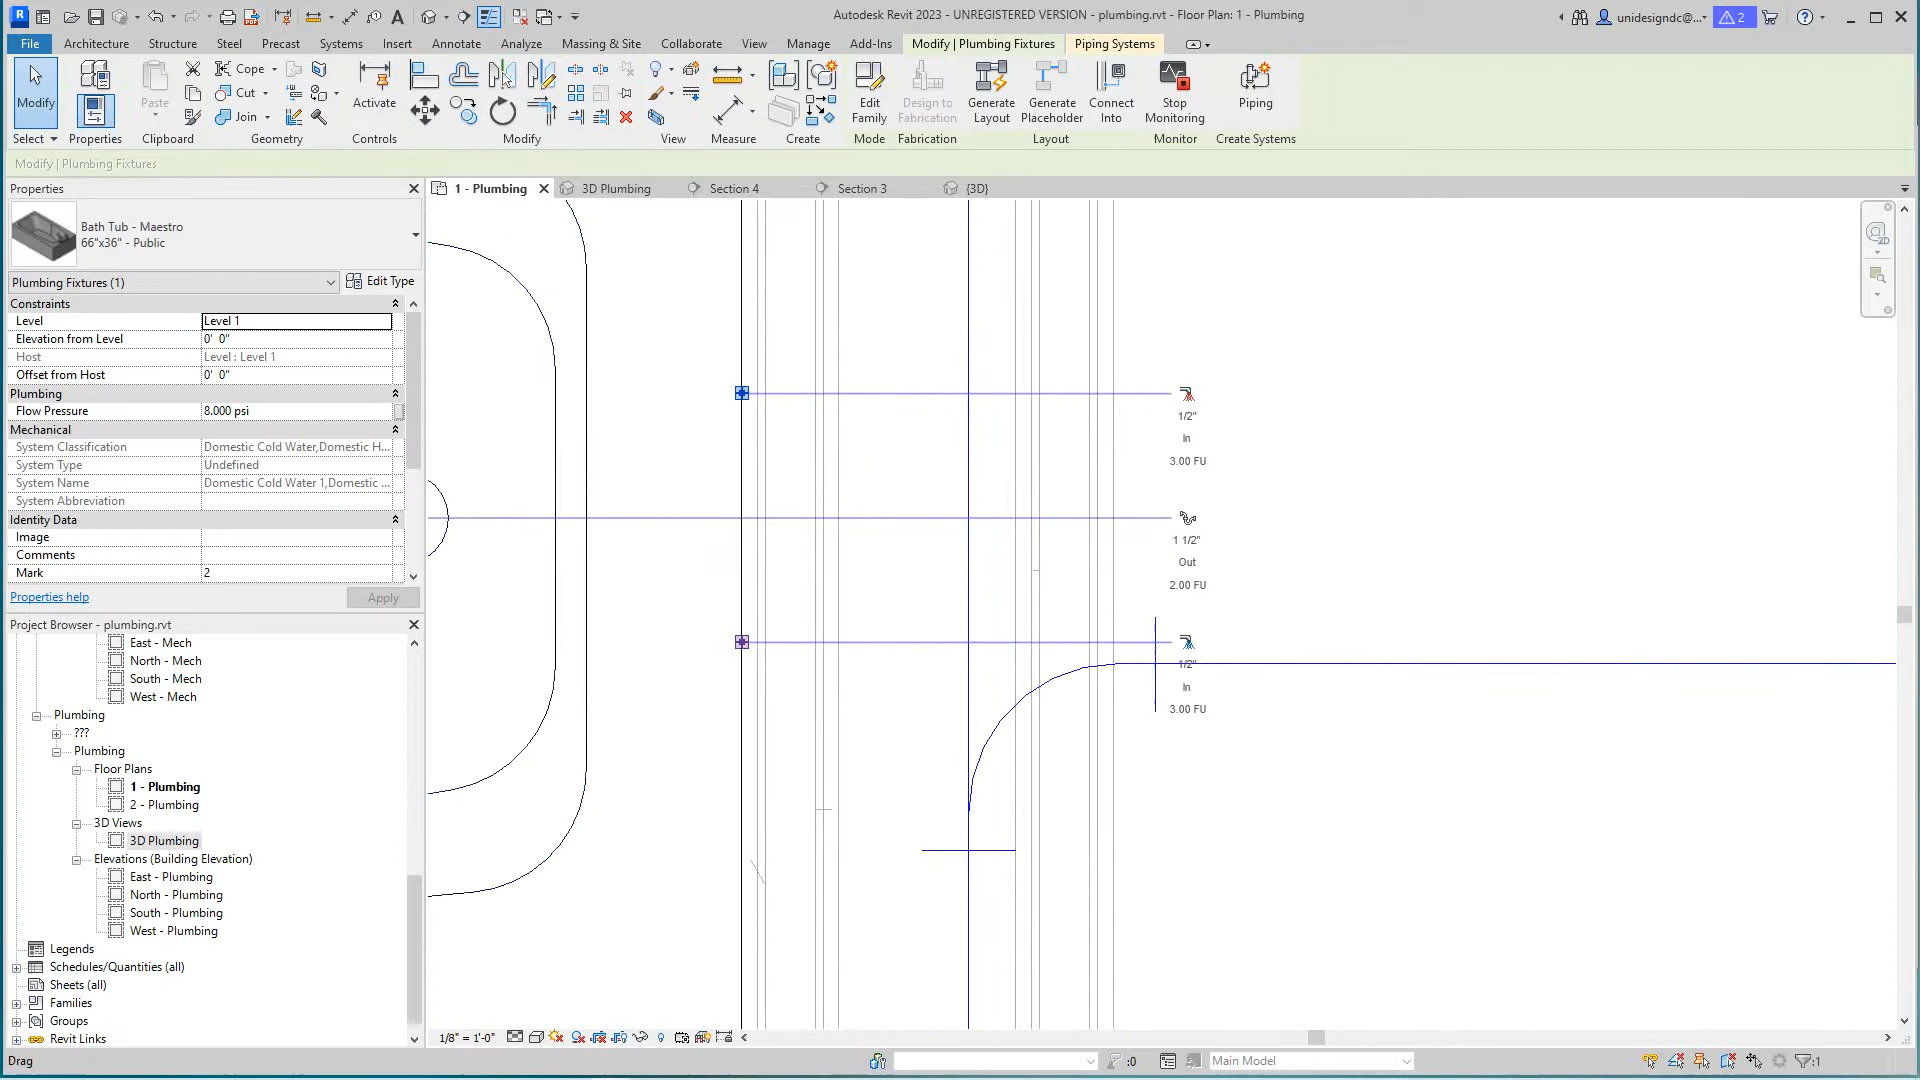 Autodesk Revit 2023 - UNREGISTERED VERSION - plumbing.rvt - Floor Plan: 1 - Plumbing
unidesigndc@...
2
File Architecture Structure Steel Precast Systems Insert Annotate Analyze Massing & Site Collaborate View Manage Add-Ins Modify | Plumbing Fixtures Piping Systems
Modify
Select
Properties
Paste
Clipboard
Cope
Cut
Join
Geometry
Activate
Controls
Modify
View
Measure
Create
Edit
Family
Mode
Design to
Fabrication
Fabrication
Generate
Layout
Generate
Placeholder
Connect
Into
Layout
Stop
Monitoring
Monitor
Piping
Create Systems
Modify | Plumbing Fixtures
Properties
1 - Plumbing
3D Plumbing
Section 4
Section 3
{3D}
Bath Tub - Maestro
66"x36" - Public
Plumbing Fixtures (1)
Edit Type
Constraints
Level Level 1
Elevation from Level 0' 0"
Host Level : Level 1
Offset from Host 0' 0"
Plumbing
Flow Pressure 8.000 psi
Mechanical
System Classification Domestic Cold Water,Domestic H...
System Type Undefined
System Name Domestic Cold Water 1,Domestic ...
System Abbreviation
Identity Data
Image
Comments
Mark 2
Properties help
Apply
1/2"
In
3.00 FU
1 1/2"
Out
2.00 FU
1/2"
In
3.00 FU
2D
Project Browser - plumbing.rvt
East - Mech
North - Mech
South - Mech
West - Mech
Plumbing
???
Plumbing
Floor Plans
1 - Plumbing
2 - Plumbing
3D Views
3D Plumbing
Elevations (Building Elevation)
East - Plumbing
North - Plumbing
South - Plumbing
West - Plumbing
Legends
Schedules/Quantities (all)
Sheets (all)
Families
Groups
Revit Links
1/8" = 1'-0"
Drag
:0
Main Model
:1